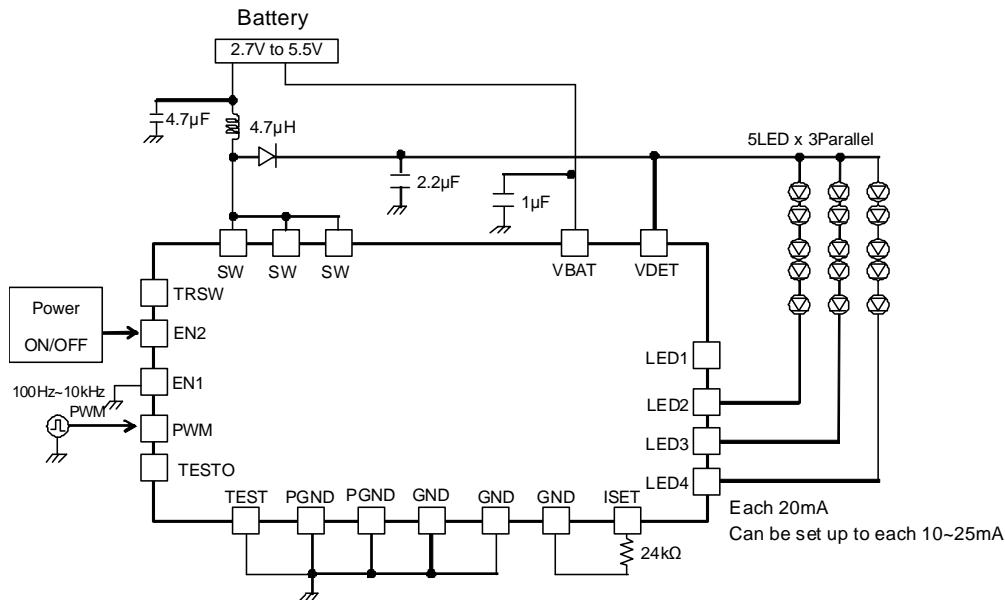 Battery
2.7V to 5.5V
4.7µF
4.7µH
5LED x 3Parallel
2.2µF
1µF
SW
SW
SW
VBAT
VDET
TRSW
Power
ON/OFF
EN2
LED1
EN1
100Hz~10kHz
PWM
LED2
PWM
LED3
TESTO
LED4
TEST
PGND
PGND
GND
GND
GND
ISET
Each 20mA
Can be set up to each 10~25mA
24kΩ